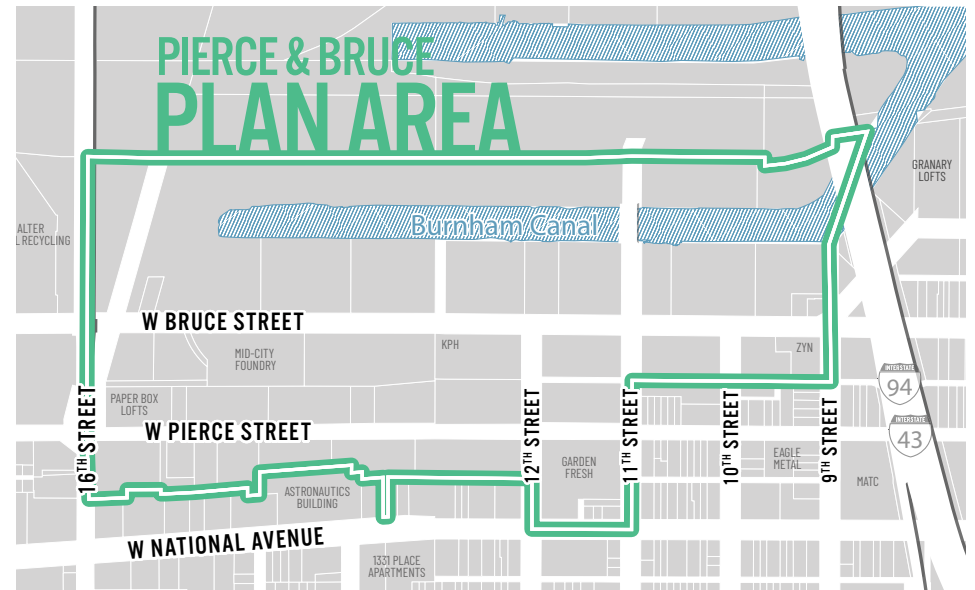 PIERCE & BRUCE
PLAN AREA
GRANARY
LOFTS
Burnham Canal
ALTER
L RECYCLING
W BRUCE STREET
KPH
ZYN
MID-CITY
FOUNDRY
INTERSTATE
94
PAPER BOX
LOFTS
16TH STREET
12TH STREET
11TH STREET
10TH STREET
9TH STREET
INTERSTATE
43
W PIERCE STREET
GARDEN
FRESH
EAGLE
METAL
MATC
ASTRONAUTICS
BUILDING
W NATIONAL AVENUE
1331 PLACE
APARTMENTS